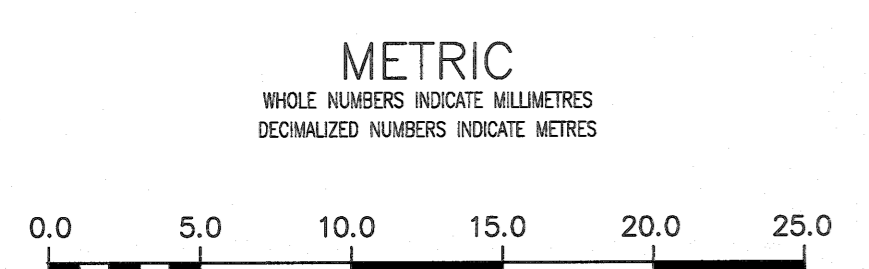 METRIC
WHOLE NUMBERS INDICATE MILLIMETRES
DECIMALIZED NUMBERS INDICATE METRES
0.0 5.0 10.0 15.0 20.0 25.0